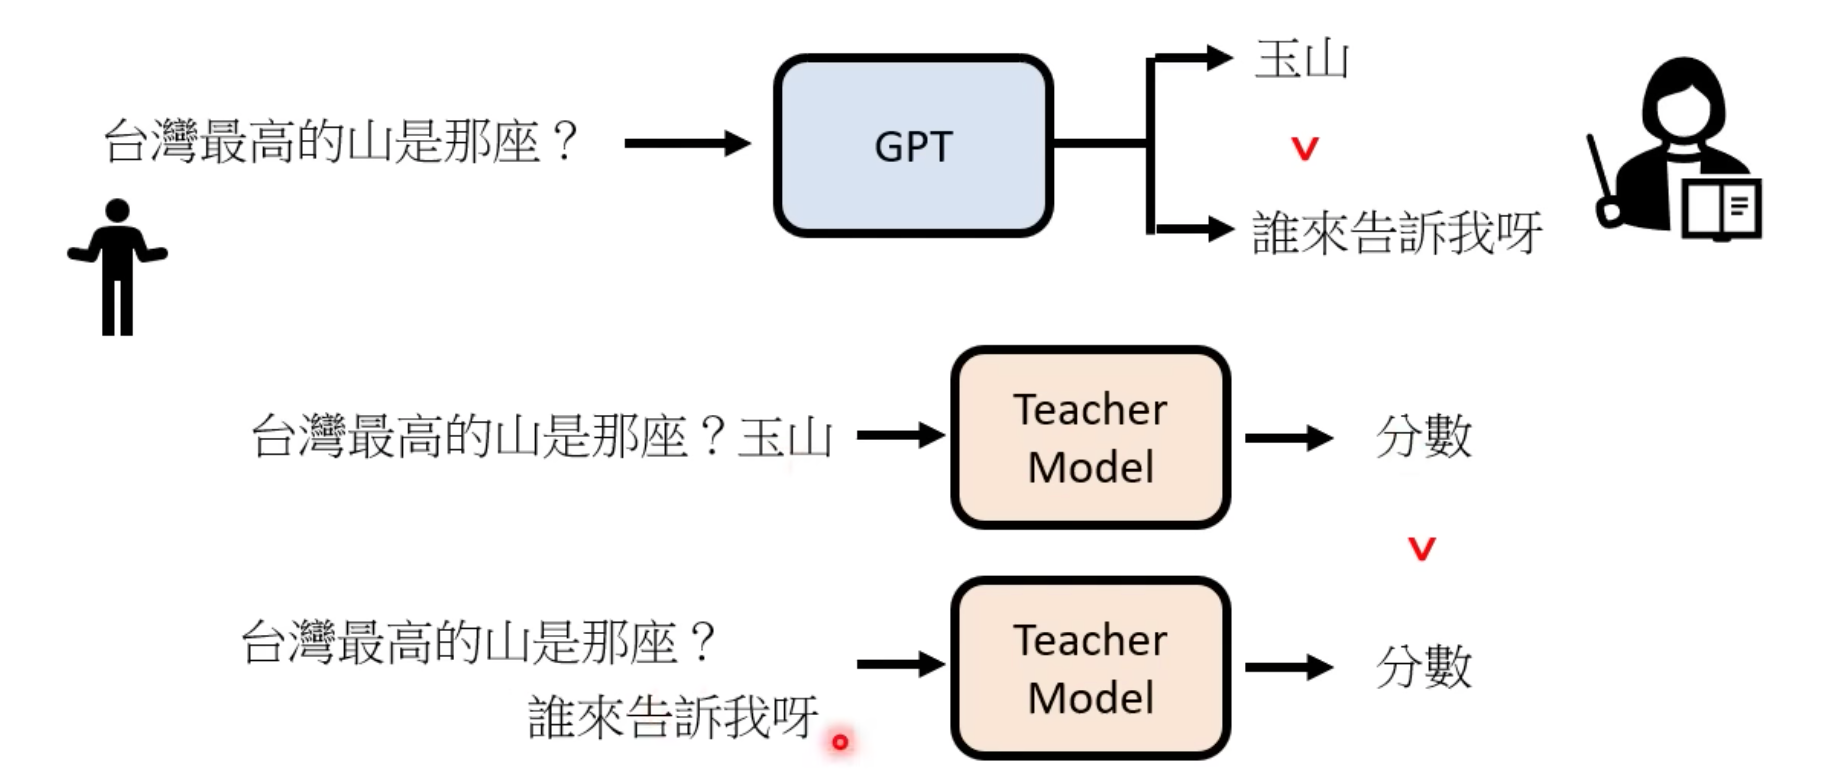 玉山
台灣最高的山是那座？
GPT
v
誰來告訴我呀
台灣最高的山是那座？玉山
Teacher
Model
分數
v
台灣最高的山是那座？
誰來告訴我呀
Teacher
Model
分數